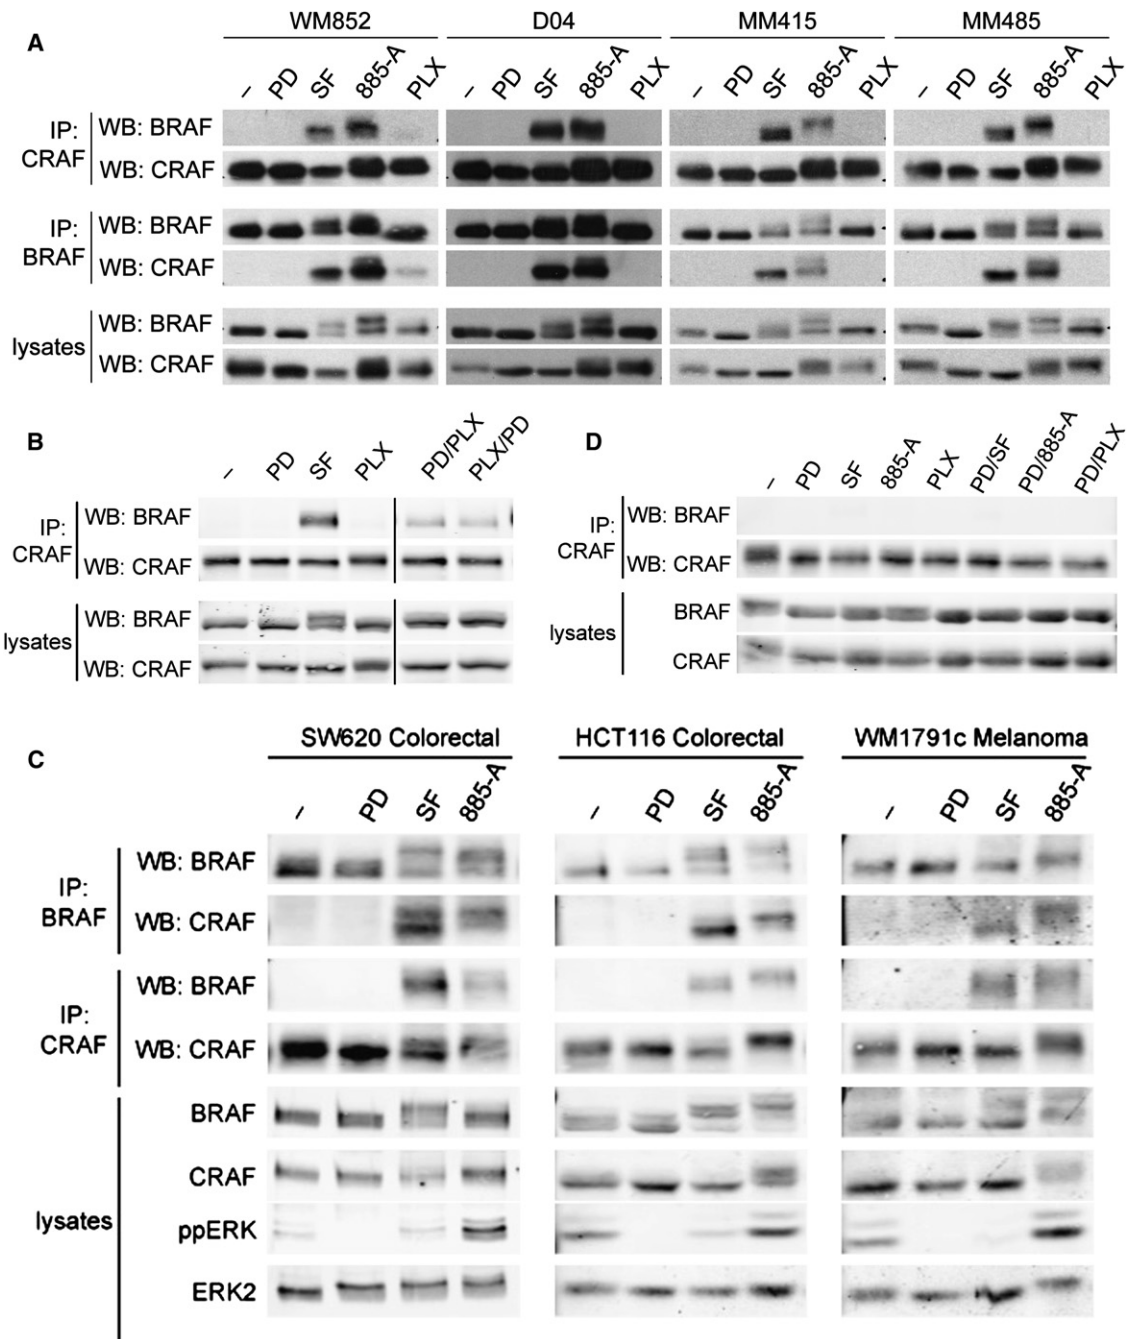 A
WM852 D04 MM415 MM485
– PD SF 885-A PLX – PD SF 885-A PLX – PD SF 885-A PLX – PD SF 885-A PLX
IP: CRAF
WB: BRAF
WB: CRAF
IP: BRAF
WB: BRAF
WB: CRAF
lysates
WB: BRAF
WB: CRAF
B
– PD SF PLX PD/PLX PLX/PD
IP: CRAF
WB: BRAF
WB: CRAF
lysates
WB: BRAF
WB: CRAF
D
– PD SF 885-A PLX PD/SF PD/885-A PD/PLX
IP: CRAF
WB: BRAF
WB: CRAF
lysates
BRAF
CRAF
C
SW620 Colorectal HCT116 Colorectal WM1791c Melanoma
– PD SF 885-A – PD SF 885-A – PD SF 885-A
IP: BRAF
WB: BRAF
WB: CRAF
IP: CRAF
WB: BRAF
WB: CRAF
lysates
BRAF
CRAF
ppERK
ERK2